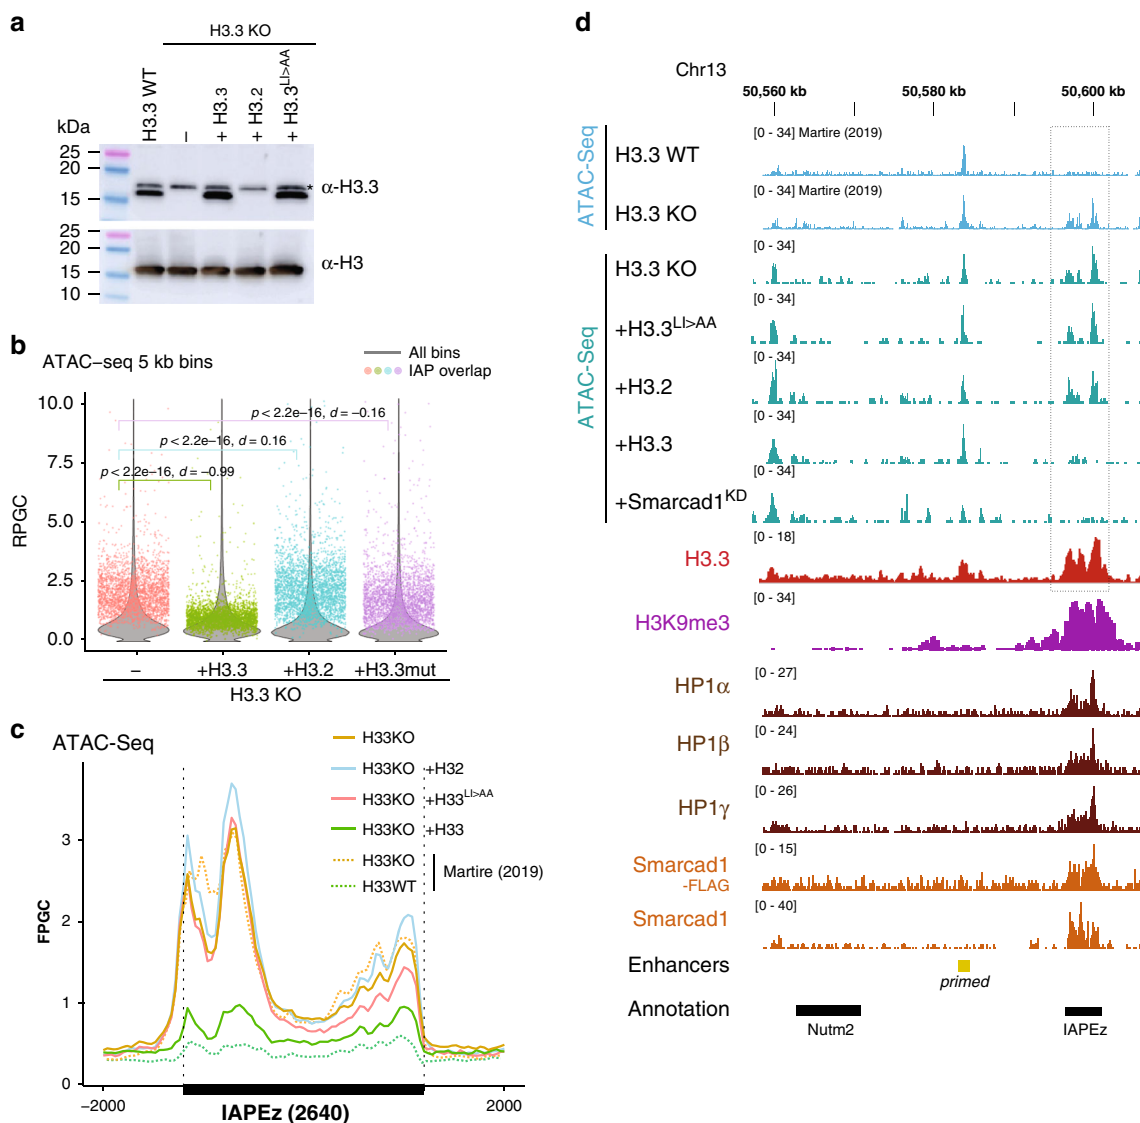 a
H3.3 KO
H3.3 WT
–
+ H3.3
+ H3.2
+ H3.3LI>AA
kDa
25
20
15
α-H3.3
*
25
20
15
10
α-H3
b
ATAC–seq 5 kb bins
All bins
IAP overlap
10.0
7.5
5.0
2.5
0.0
RPGC
p < 2.2e–16, d = –0.16
p < 2.2e–16, d = 0.16
p < 2.2e–16, d = –0.99
–
+H3.3
+H3.2
+H3.3mut
H3.3 KO
c
ATAC-Seq
H33KO
H33KO +H32
H33KO +H33LI>AA
H33KO +H33
H33KO
H33WT
Martire (2019)
FPGC
3
2
1
0
–2000
IAPEz (2640)
2000
d
Chr13
50,560 kb
50,580 kb
50,600 kb
ATAC-Seq
[0 - 34] Martire (2019)
H3.3 WT
[0 - 34] Martire (2019)
H3.3 KO
ATAC-Seq
[0 - 34]
H3.3 KO
[0 - 34]
+H3.3LI>AA
[0 - 34]
+H3.2
[0 - 34]
+H3.3
[0 - 34]
+Smarcad1KD
[0 - 18]
H3.3
[0 - 34]
H3K9me3
[0 - 27]
HP1α
[0 - 24]
HP1β
[0 - 26]
HP1γ
[0 - 15]
Smarcad1
-FLAG
[0 - 40]
Smarcad1
Enhancers
primed
Annotation
Nutm2
IAPEz